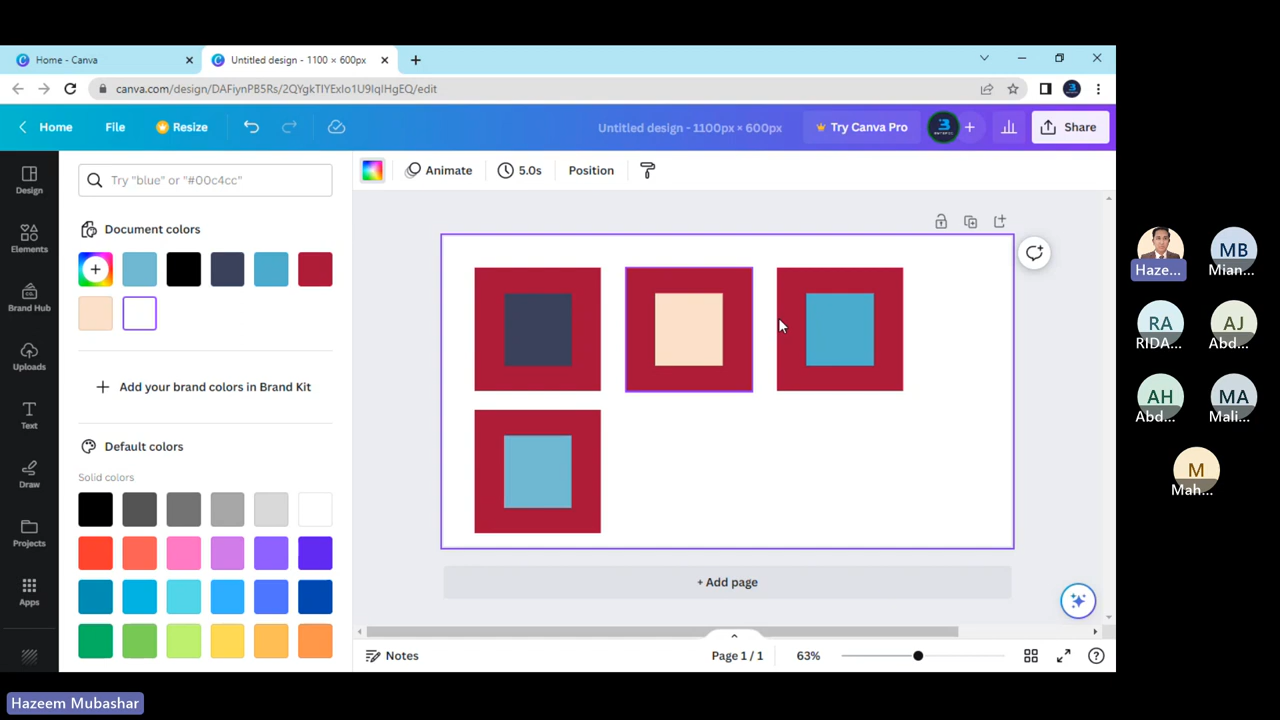 Home - Canva
Untitled design - 1100 × 600px
canva.com/design/DAFiynPB5Rs/2QYgkTIYExIo1U9IqIHgEQ/edit
Home
File
Resize
Untitled design - 1100px × 600px
Try Canva Pro
Share
Design
Elements
Brand Hub
Uploads
Text
Draw
Projects
Apps
Try "blue" or "#00c4cc"
Document colors
Add your brand colors in Brand Kit
Default colors
Solid colors
Animate
5.0s
Position
+ Add page
Notes
Page 1 / 1
63%
Haze...
MB
Mian...
RA
RIDA...
AJ
Abd...
AH
Abd...
MA
Mali...
M
Mah...
Hazeem Mubashar